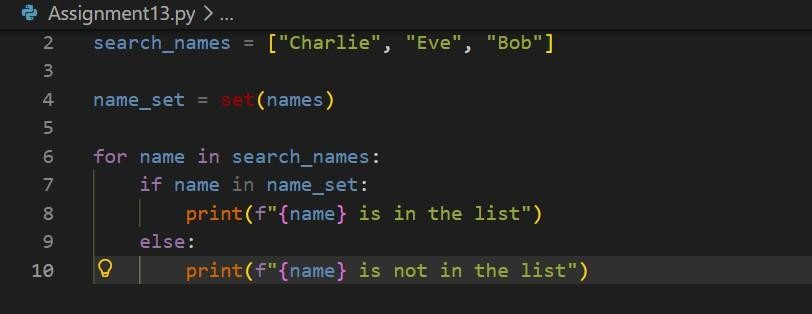 Assignment13.py > ...
2 search_names = ["Charlie", "Eve", "Bob"]
3
4 name_set = set(names)
5
6 for name in search_names:
7     if name in name_set:
8         print(f"{name} is in the list")
9     else:
10         print(f"{name} is not in the list")